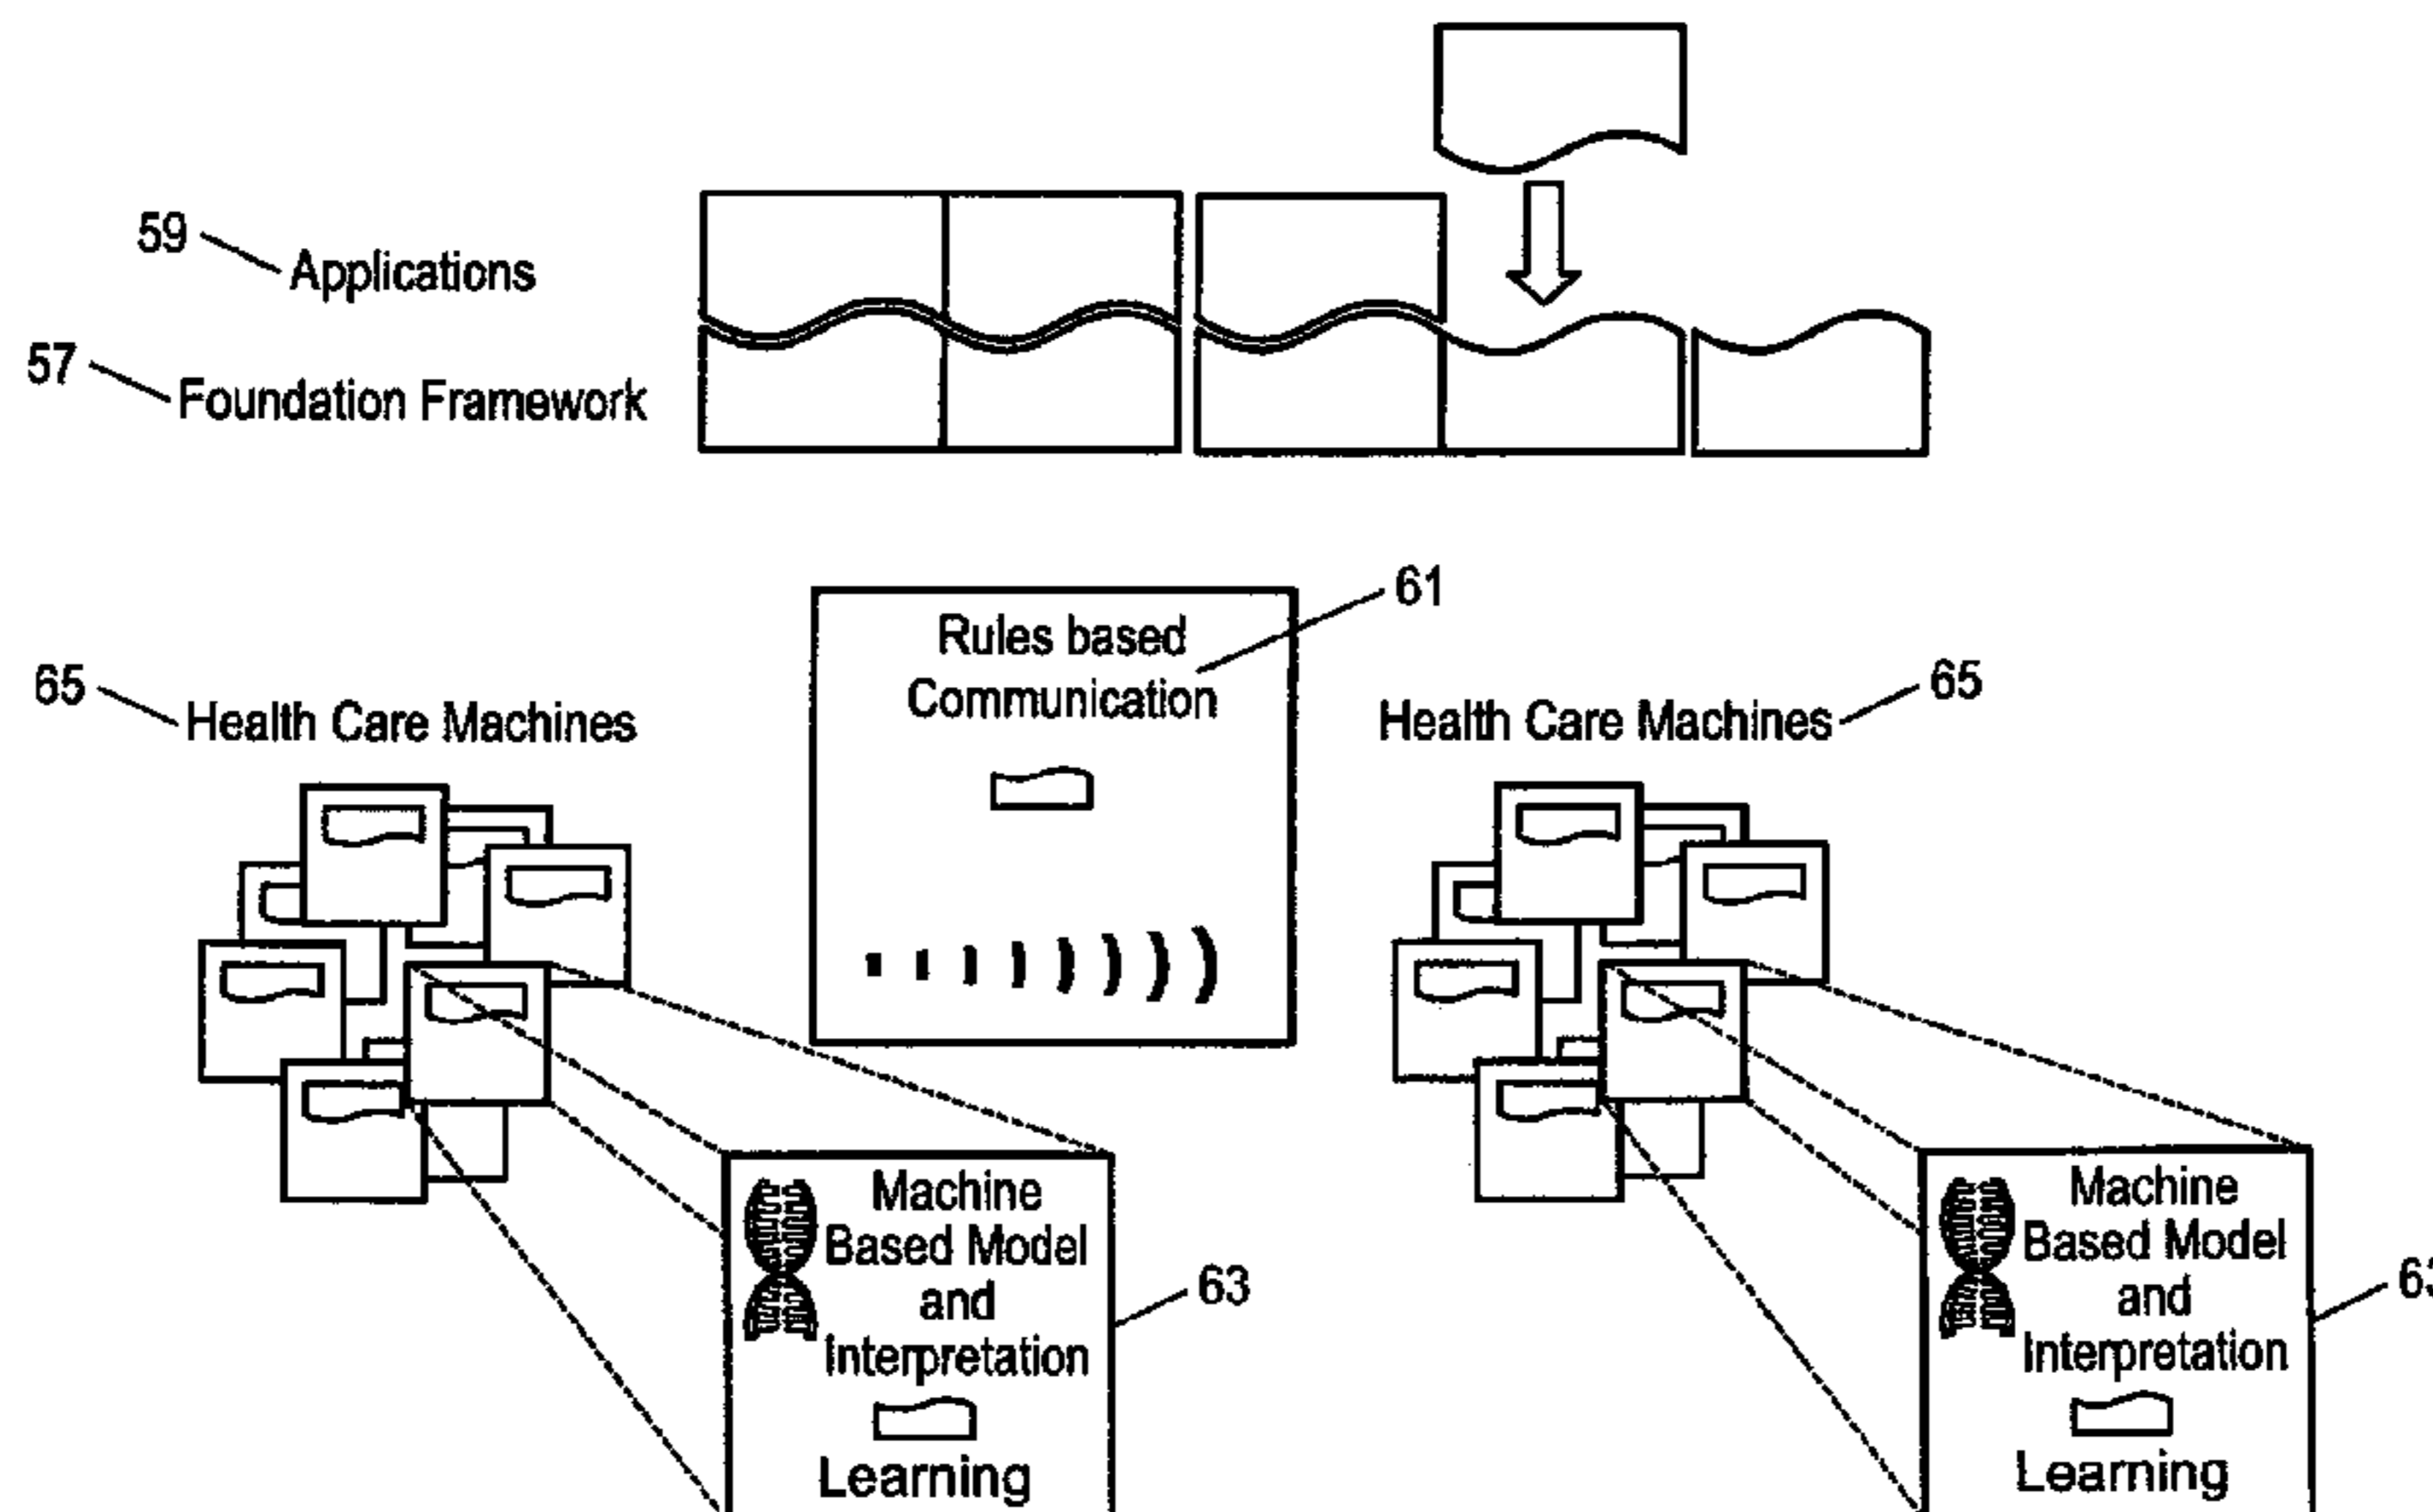 59
Applications
57
Foundation Framework
61
Rules based
Communication
65
Health Care Machines
65
Health Care Machines
Machine
Based Model
and
Interpretation
Learning
63
Machine
Based Model
and
Interpretation
Learning
63